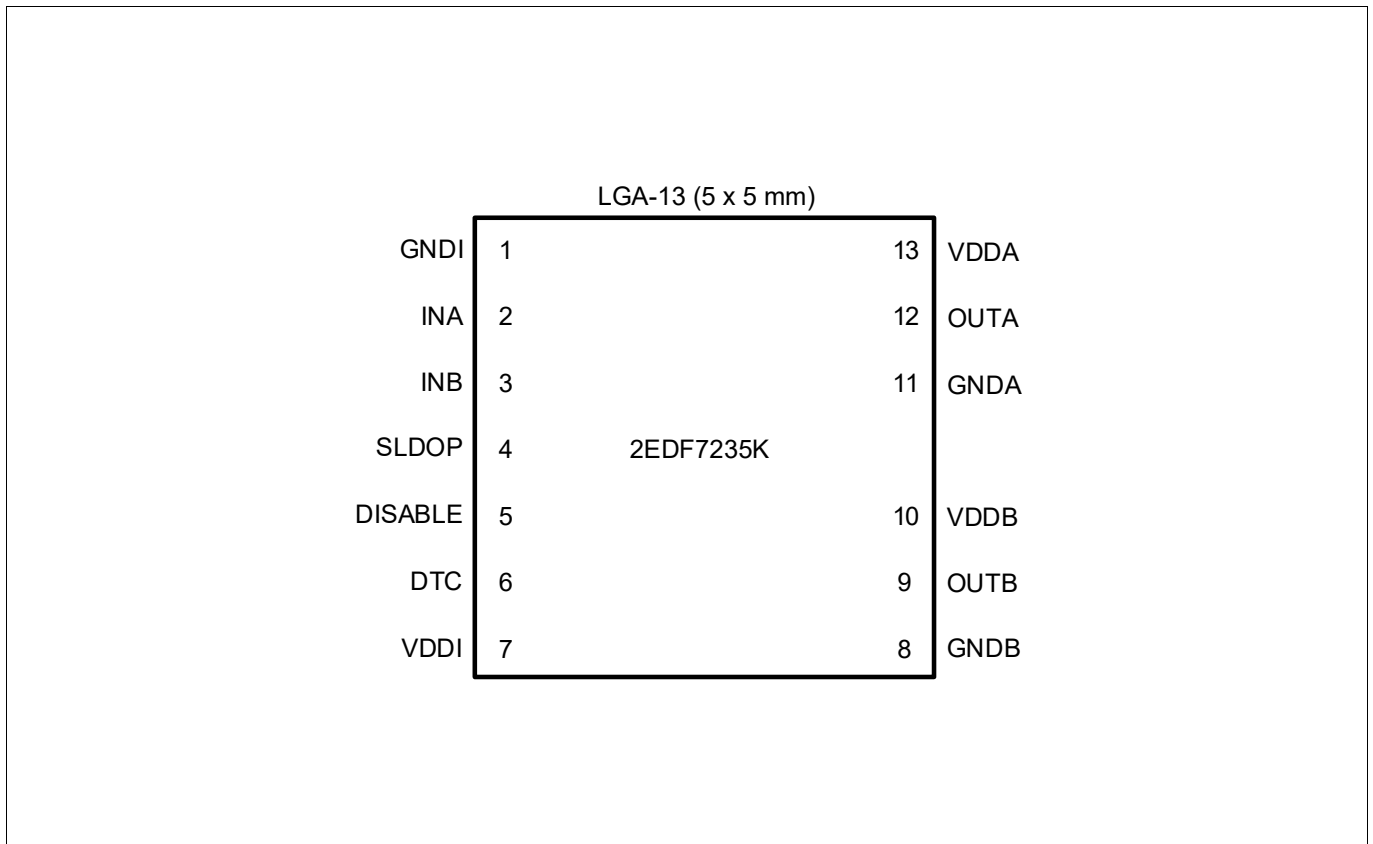 LGA-13 (5 x 5 mm)
GNDI 1 13 VDDA
INA 2 12 OUTA
INB 3 11 GNDA
SLDOP 4 2EDF7235K
DISABLE 5 10 VDDB
DTC 6 9 OUTB
VDDI 7 8 GNDB